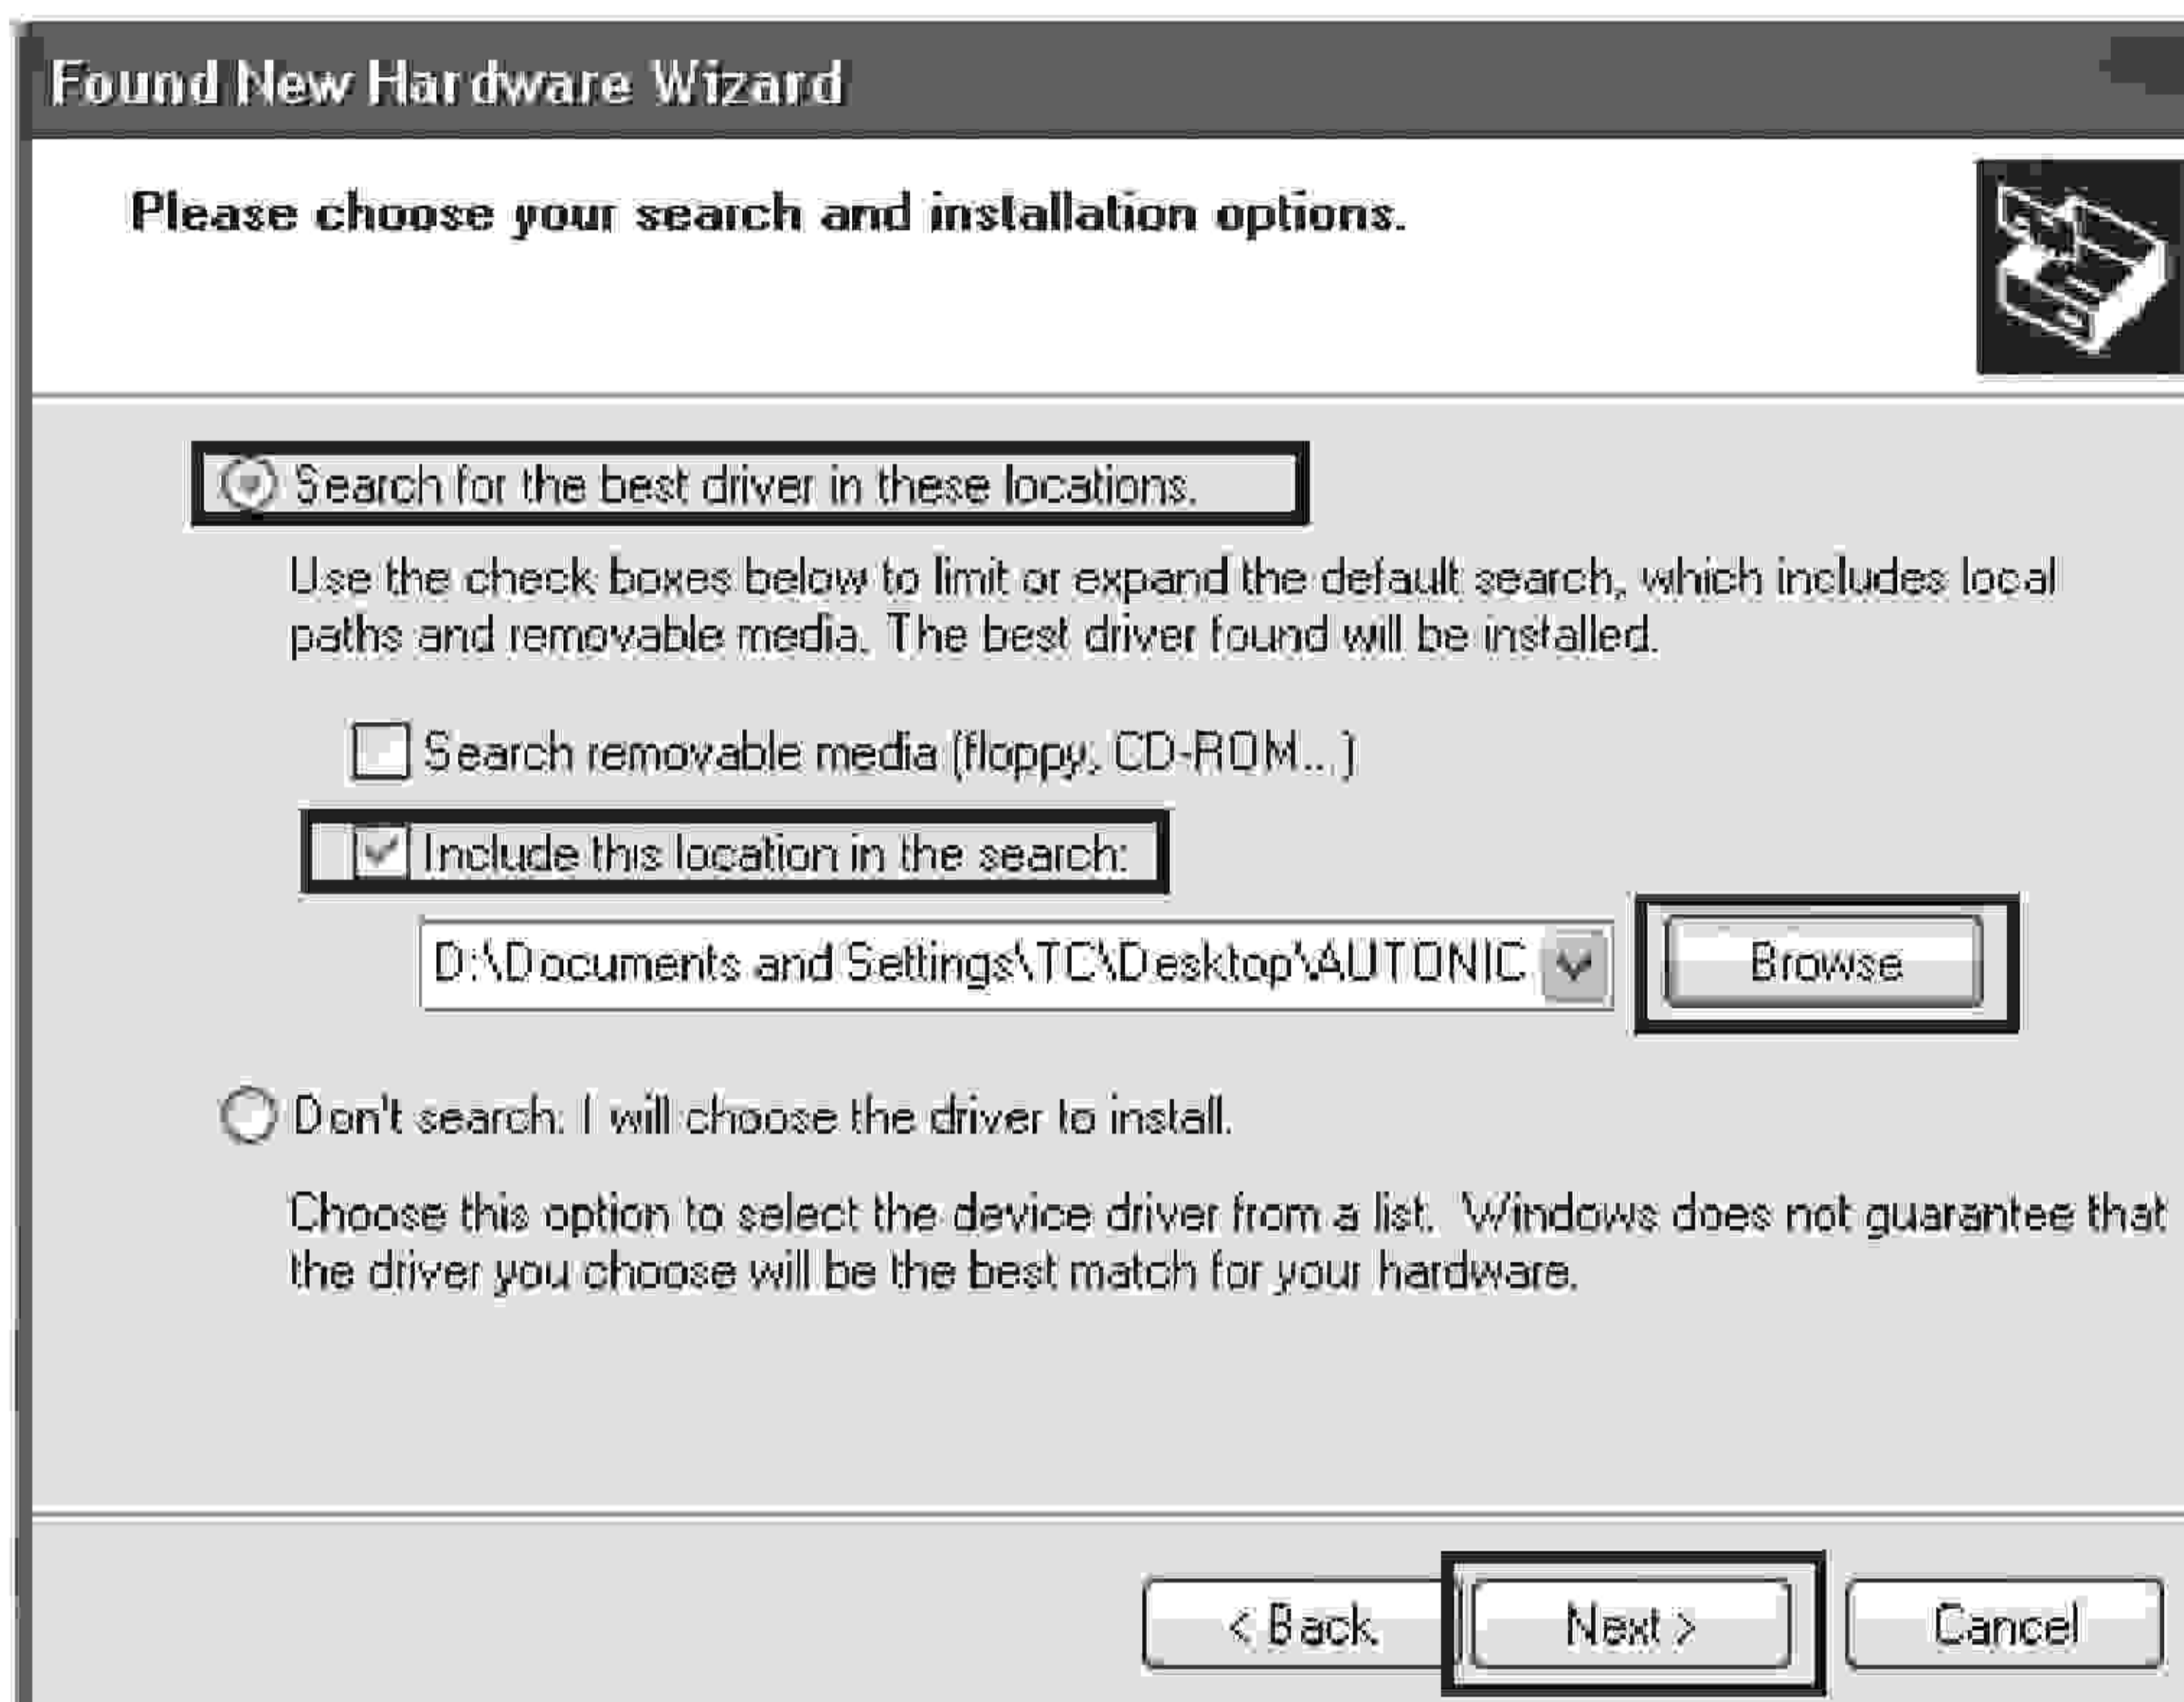 Found New Hardware Wizard
Please choose your search and installation options.
Search for the best driver in these locations.
Use the check boxes below to limit or expand the default search, which includes local
paths and removable media. The best driver found will be installed.
Search removable media (floppy, CD-ROM...)
Include this location in the search:
D:\Documents and Settings\TC\Desktop\AUTONIC
Browse
Don't search. I will choose the driver to install.
Choose this option to select the device driver from a list. Windows does not guarantee that
the driver you choose will be the best match for your hardware.
< Back Next > Cancel